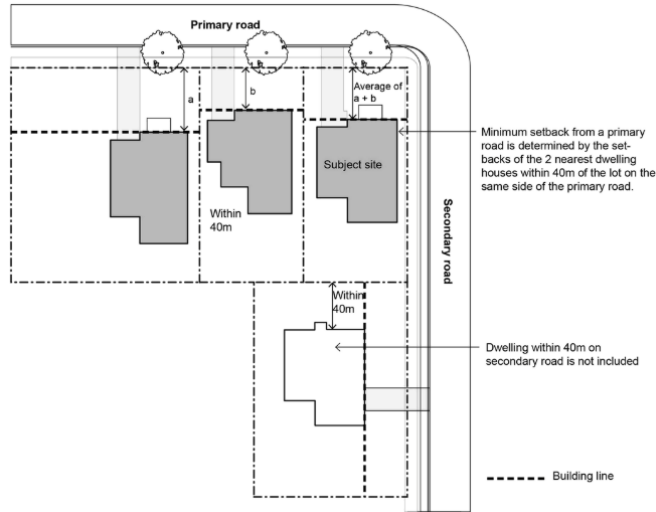 Primary road
a
b
Average of
a + b
Minimum setback from a primary
road is determined by the set-
backs of the 2 nearest dwelling
houses within 40m of the lot on the
same side of the primary road.
Subject site
Within
40m
Secondary road
Within
40m
Dwelling within 40m on
secondary road is not included
Building line